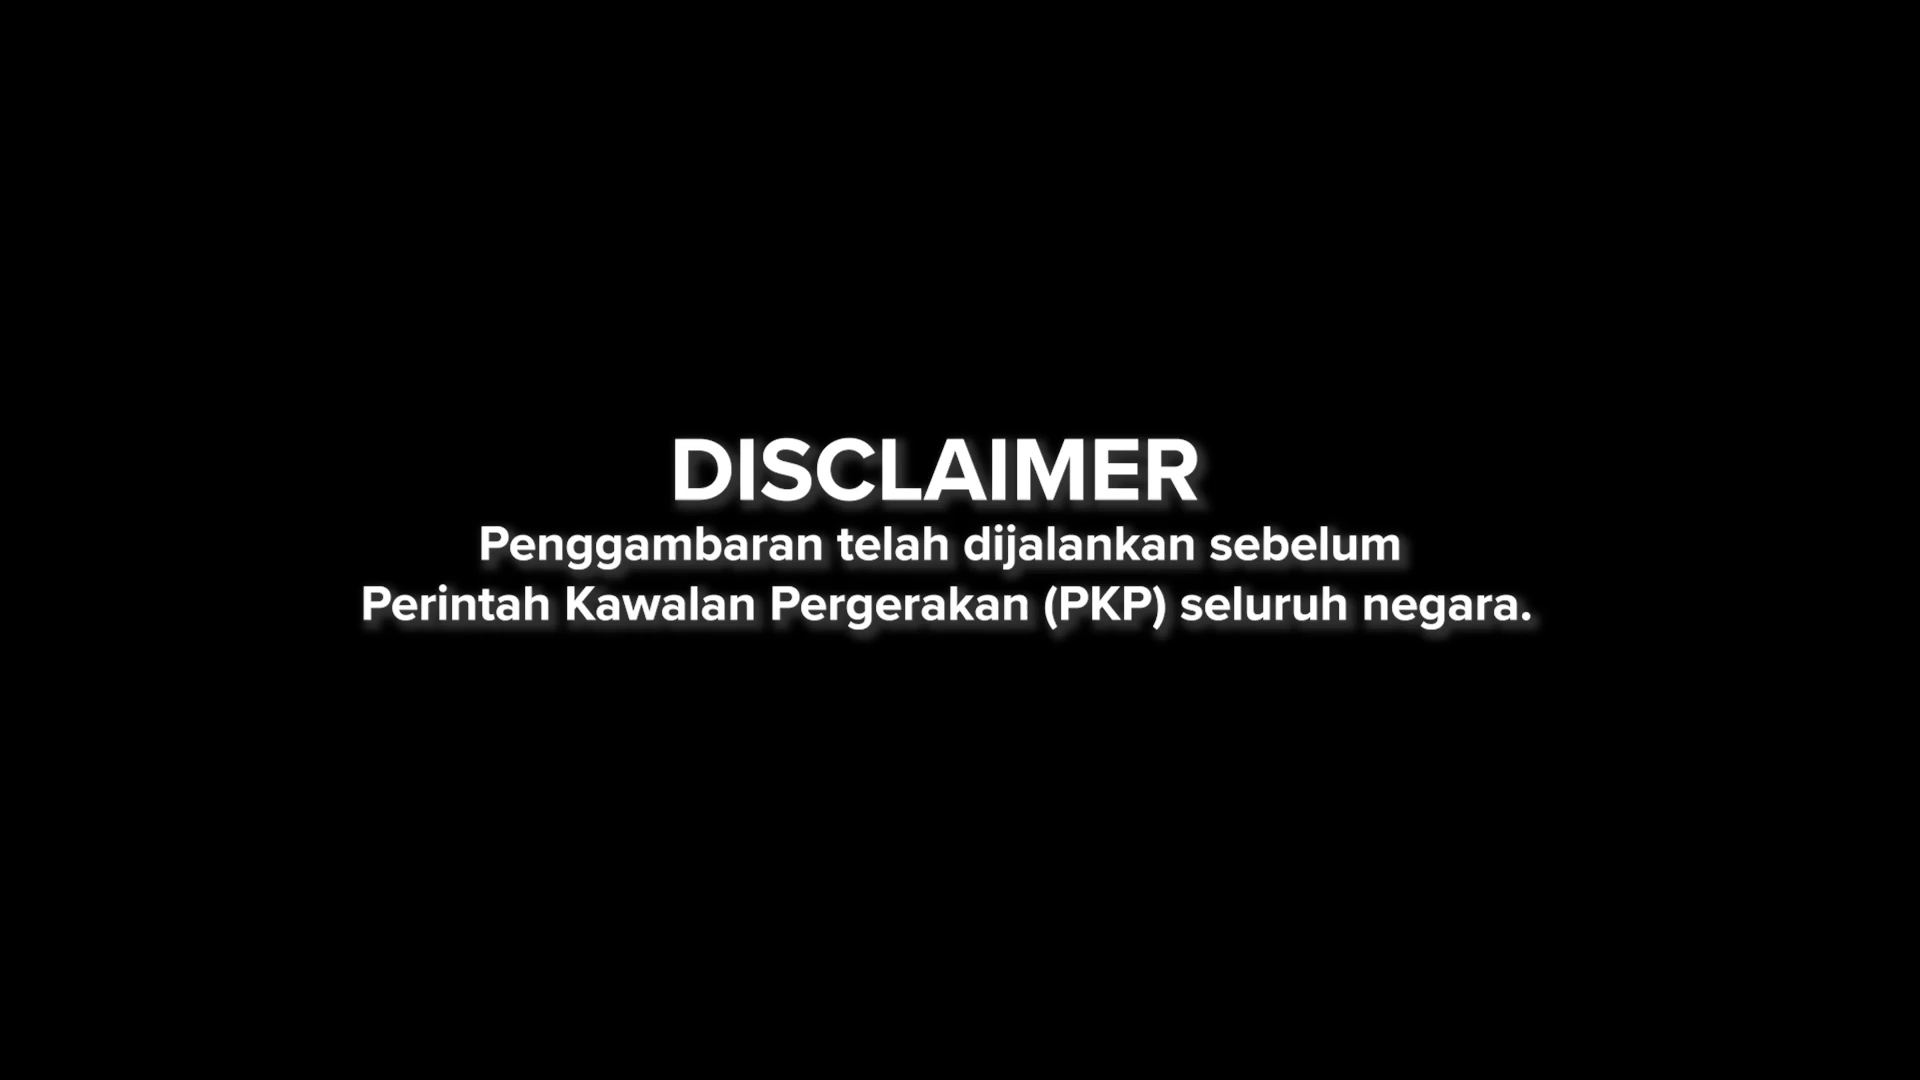 DISCLAIMER
Penggambaran telah dijalankan sebelum
Perintah Kawalan Pergerakan (PKP) seluruh negara.